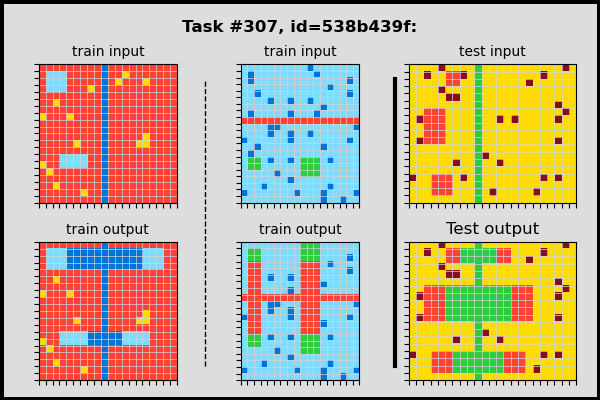 Task #307, id=538b439f:
train input
train input
test input
train output
train output
Test output